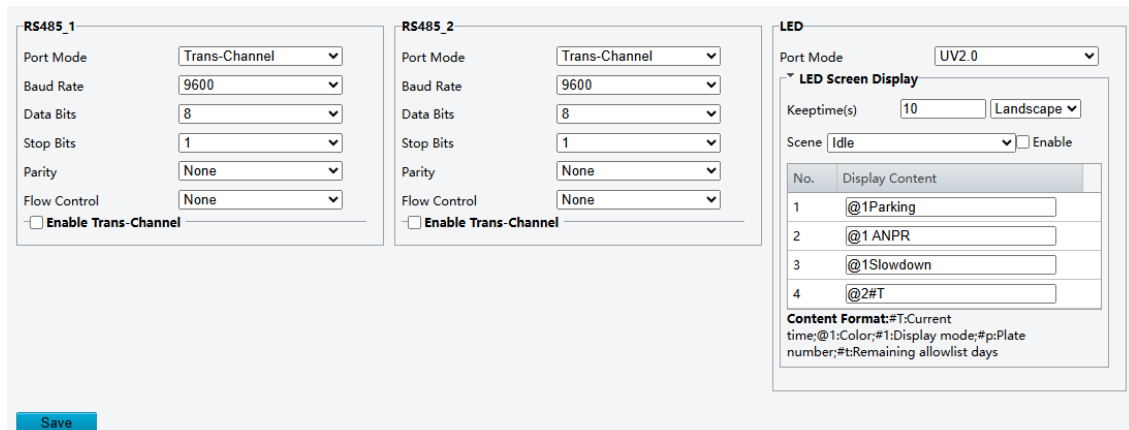 RS485_1
Port Mode Trans-Channel
Baud Rate 9600
Data Bits 8
Stop Bits 1
Parity None
Flow Control None
Enable Trans-Channel
RS485_2
Port Mode Trans-Channel
Baud Rate 9600
Data Bits 8
Stop Bits 1
Parity None
Flow Control None
Enable Trans-Channel
LED
Port Mode UV2.0
LED Screen Display
Keeptime(s) 10 Landscape
Scene Idle Enable
No. Display Content
1 @1Parking
2 @1 ANPR
3 @1Slowdown
4 @2#T
Content Format:#T:Current
time;@1:Color;#1:Display mode;#p:Plate
number;#t:Remaining allowlist days
Save